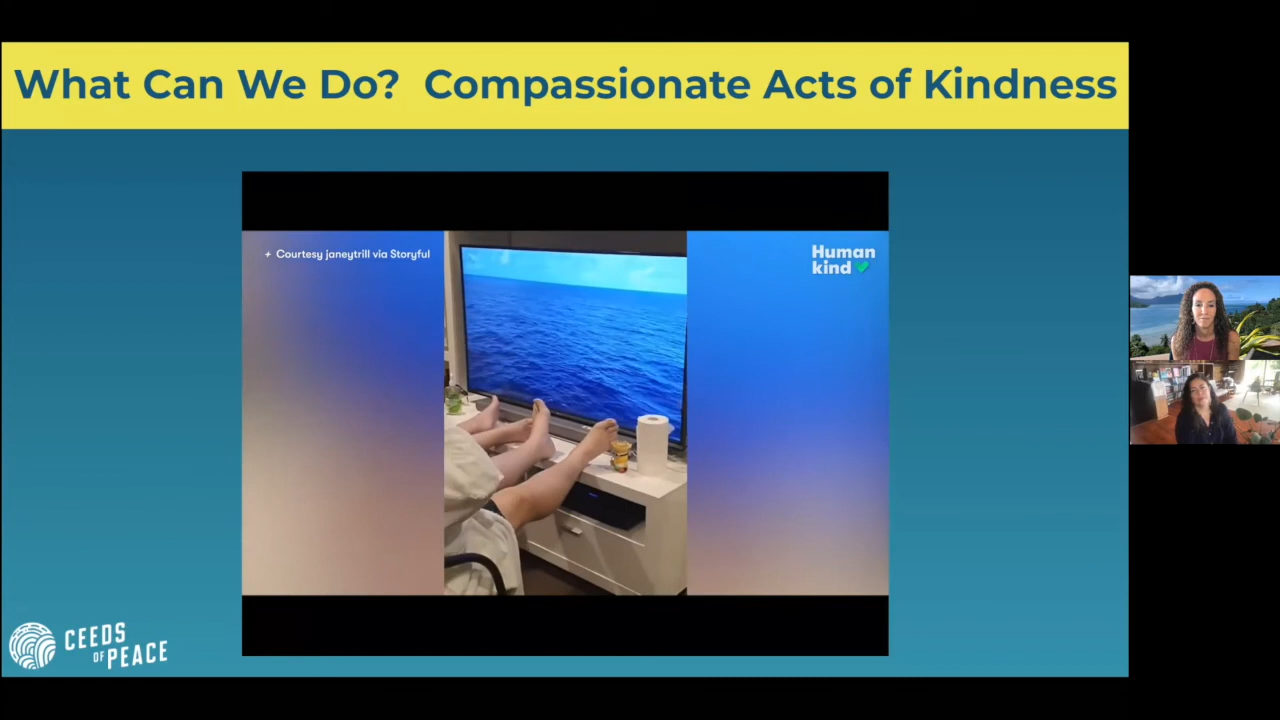 What Can We Do?  Compassionate Acts of Kindness
+ Courtesy janeytrill via Storyful
Human
kind
CEEDS
OF PEACE